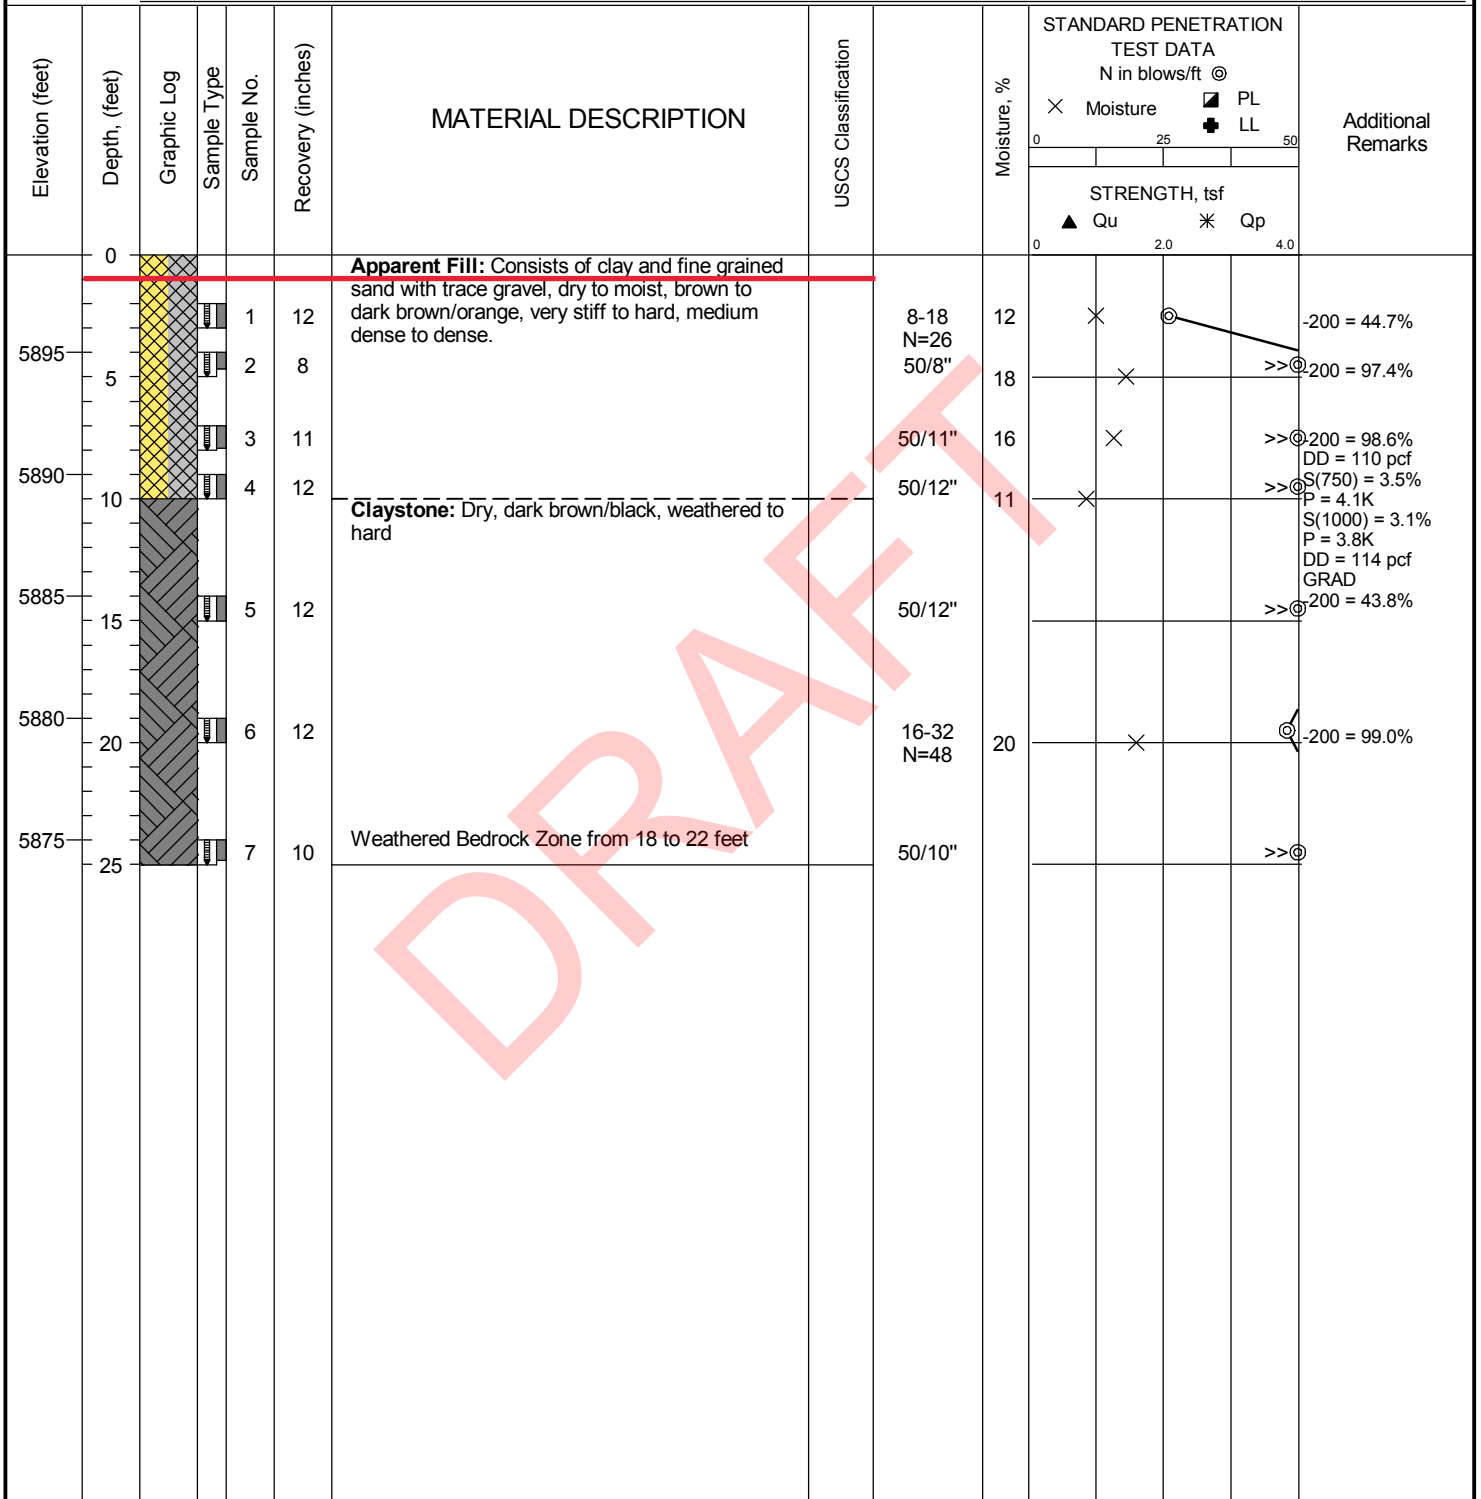 Elevation (feet)
Depth, (feet)
Graphic Log
Sample Type
Sample No.
Recovery (inches)
MATERIAL DESCRIPTION
USCS Classification
Moisture, %
STANDARD PENETRATION
TEST DATA
N in blows/ft
Moisture
PL
LL
0 25 50
STRENGTH, tsf
Qu Qp
0 2.0 4.0
Additional
Remarks
0
Apparent Fill: Consists of clay and fine grained
sand with trace gravel, dry to moist, brown to
dark brown/orange, very stiff to hard, medium
dense to dense.
1 12 8-18 12 -200 = 44.7%
N=26
5895
2 8 50/8" >> -200 = 97.4%
5 18
3 11 50/11" 16 >> -200 = 98.6%
DD = 110 pcf
5890
4 12 50/12" >> S(750) = 3.5%
10 11 P = 4.1K
Claystone: Dry, dark brown/black, weathered to
hard
S(1000) = 3.1%
P = 3.8K
DD = 114 pcf
GRAD
5885
5 12 50/12" >> -200 = 43.8%
15
5880
6 12 16-32 -200 = 99.0%
N=48
20 20
Weathered Bedrock Zone from 18 to 22 feet
5875
7 10 50/10" >>
25
DRAFT